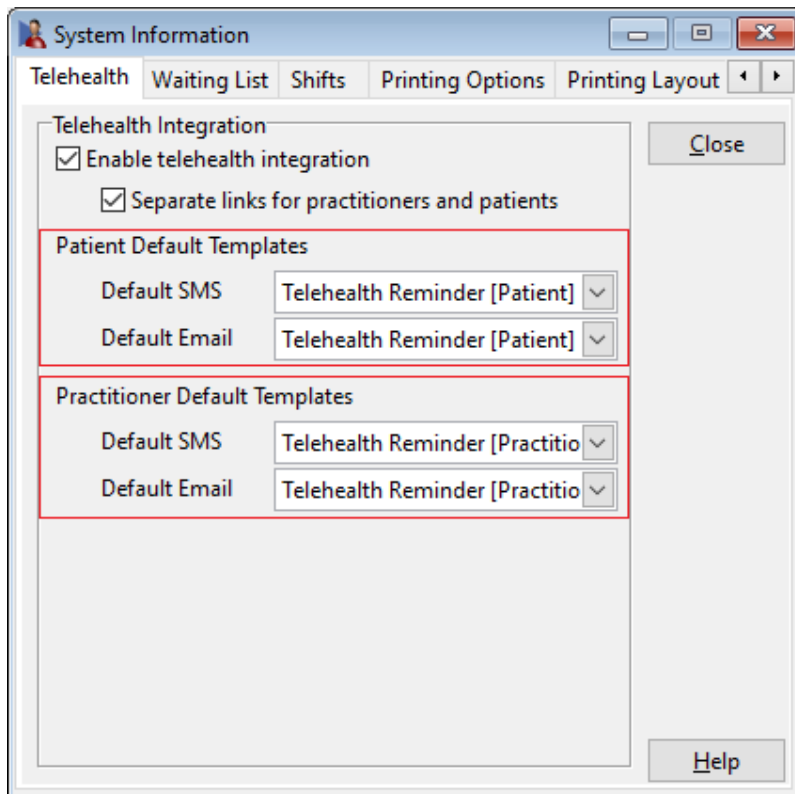 System Information
Telehealth Waiting List Shifts Printing Options Printing Layout
Telehealth Integration
Close
Enable telehealth integration
Separate links for practitioners and patients
Patient Default Templates
Default SMS Telehealth Reminder [Patient]
Default Email Telehealth Reminder [Patient]
Practitioner Default Templates
Default SMS Telehealth Reminder [Practitio
Default Email Telehealth Reminder [Practitio
Help